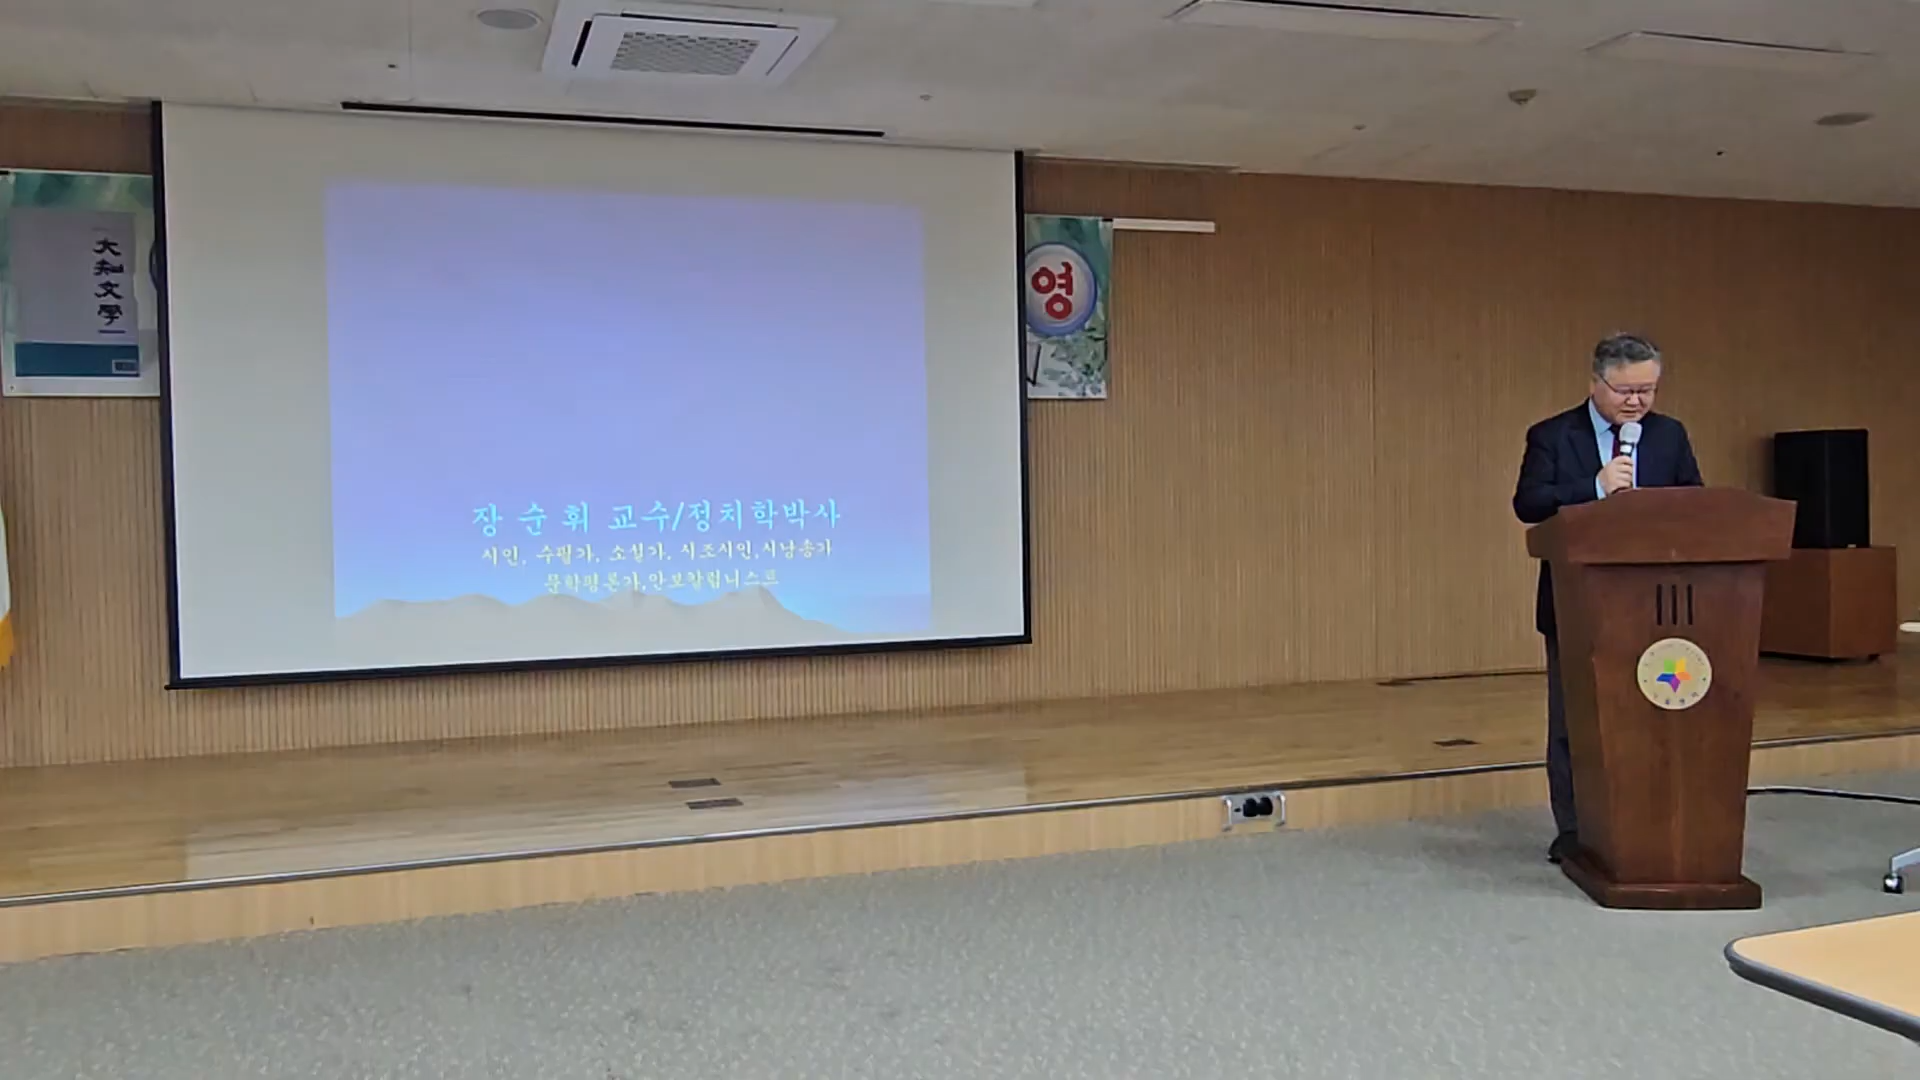 大知文學
영
장 순 휘 교수/정치학박사
시인, 수필가, 소설가, 시조시인,시낭송가
문학평론가,안보칼럼니스트